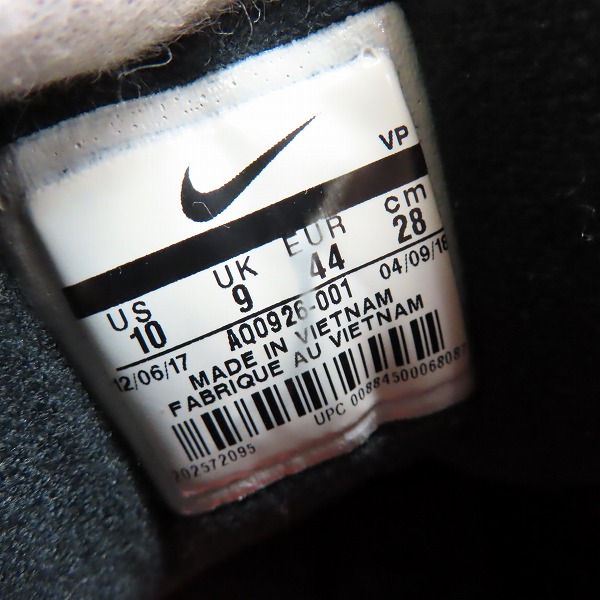 VP
US UK EUR cm
10 9 44 28
12/06/17 AQ0926-001 04/09/18
MADE IN VIETNAM
FABRIQUE AU VIETNAM
202572095 UPC 00884500068087